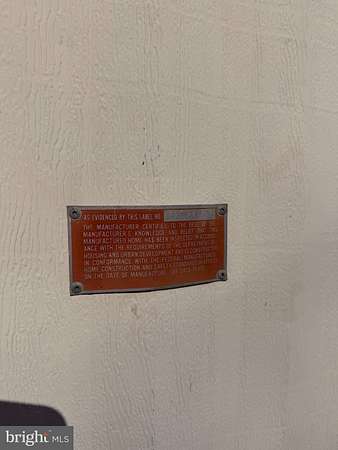 AS EVIDENCED BY THIS LABEL NO.
THE MANUFACTURER CERTIFIES TO THE BEST OF THE
MANUFACTURER'S KNOWLEDGE AND BELIEF THAT THIS
MANUFACTURED HOME HAS BEEN INSPECTED IN ACCORD-
ANCE WITH THE REQUIREMENTS OF THE DEPARTMENT OF
HOUSING AND URBAN DEVELOPMENT AND IS CONSTRUCTED
IN CONFORMANCE WITH THE FEDERAL MANUFACTURED
HOME CONSTRUCTION AND SAFETY STANDARDS IN EFFECT
ON THE DATE OF MANUFACTURE. SEE DATA PLATE.
bright MLS